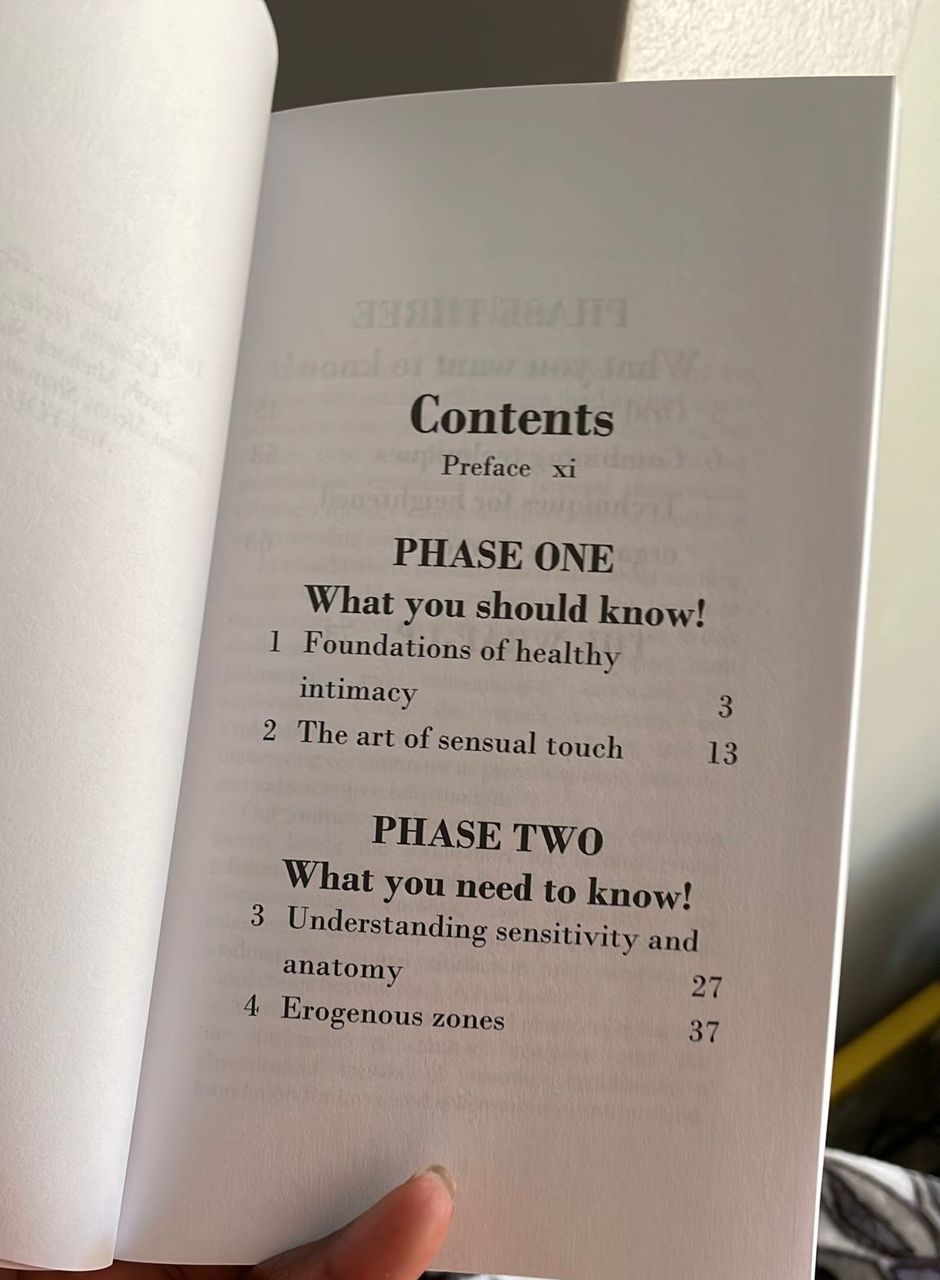 Contents
Preface xi
PHASE ONE
What you should know!
1 Foundations of healthy
intimacy 3
2 The art of sensual touch 13
PHASE TWO
What you need to know!
3 Understanding sensitivity and
anatomy 27
4 Erogenous zones 37